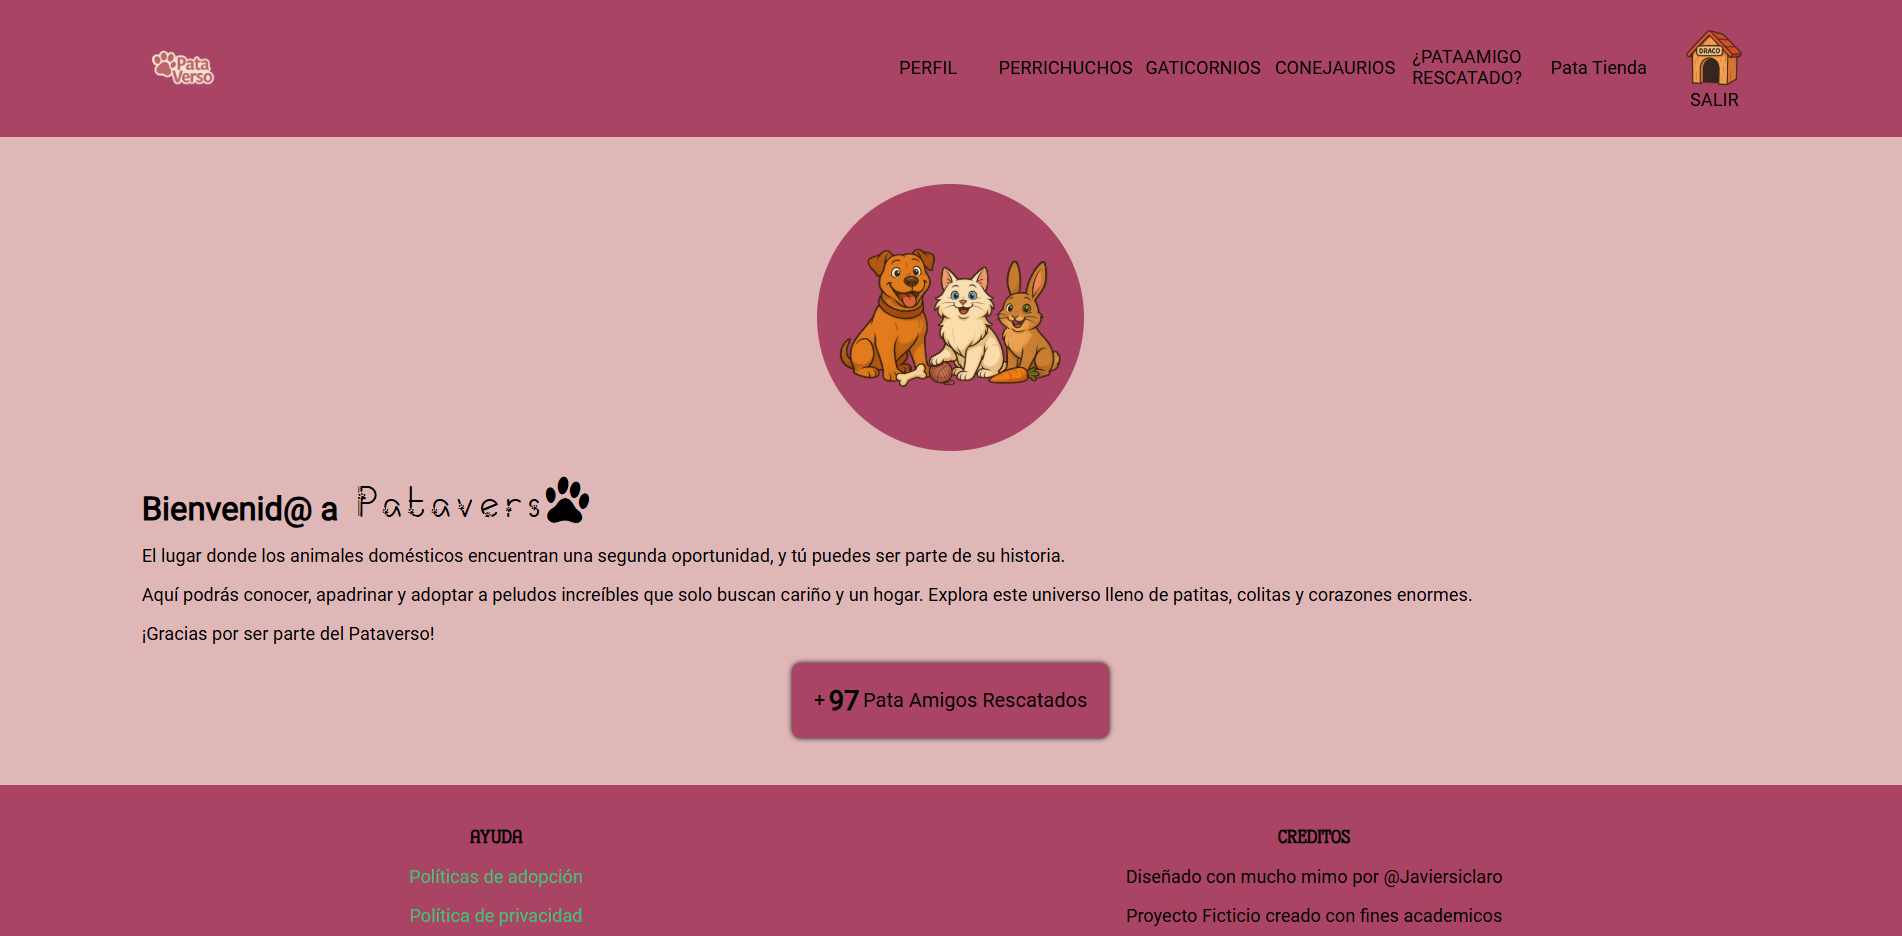 Pata
Verso
PERFIL
PERRICHUCHOS
GATICORNIOS
CONEJAURIOS
¿PATAAMIGO
RESCATADO?
Pata Tienda
DRACO
SALIR
Bienvenid@ a Patavers
El lugar donde los animales domésticos encuentran una segunda oportunidad, y tú puedes ser parte de su historia.
Aquí podrás conocer, apadrinar y adoptar a peludos increíbles que solo buscan cariño y un hogar. Explora este universo lleno de patitas, colitas y corazones enormes.
¡Gracias por ser parte del Pataverso!
+ 97 Pata Amigos Rescatados
AYUDA
Políticas de adopción
Política de privacidad
CREDITOS
Diseñado con mucho mimo por @Javiersiclaro
Proyecto Ficticio creado con fines academicos